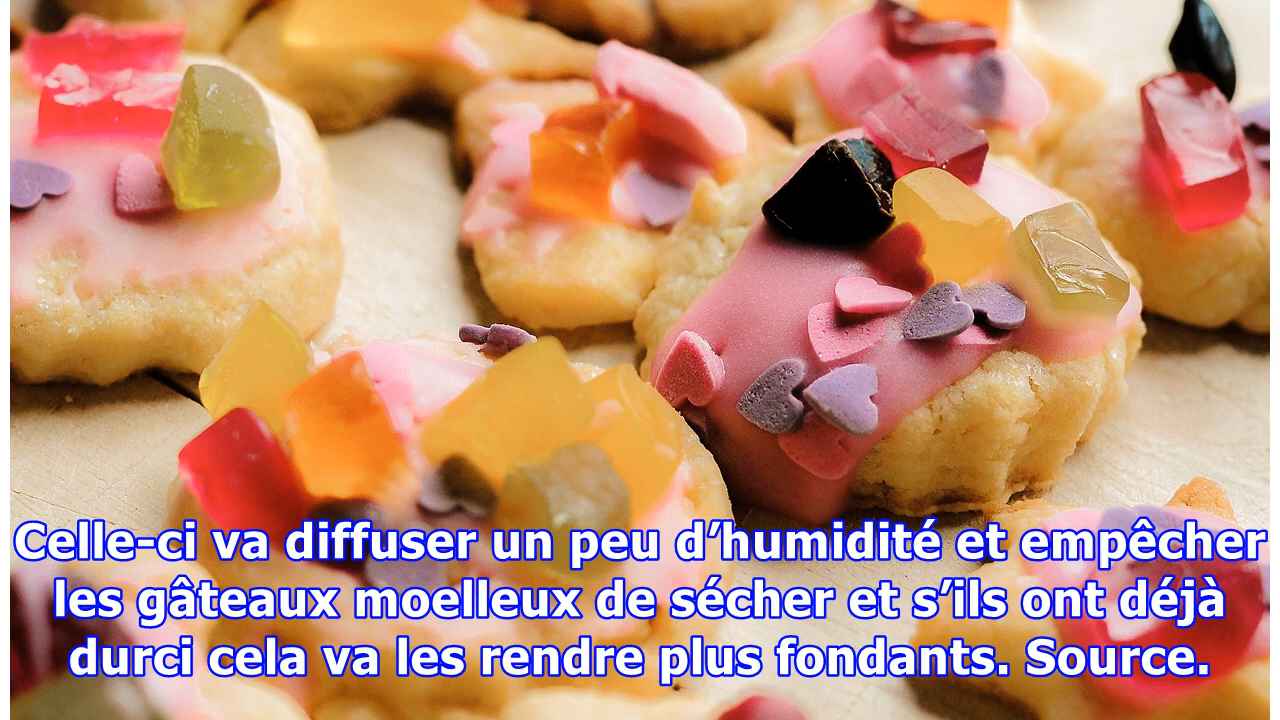 Celle-ci va diffuser un peu d’humidité et empêcher
les gâteaux moelleux de sécher et s’ils ont déjà
durci cela va les rendre plus fondants. Source.